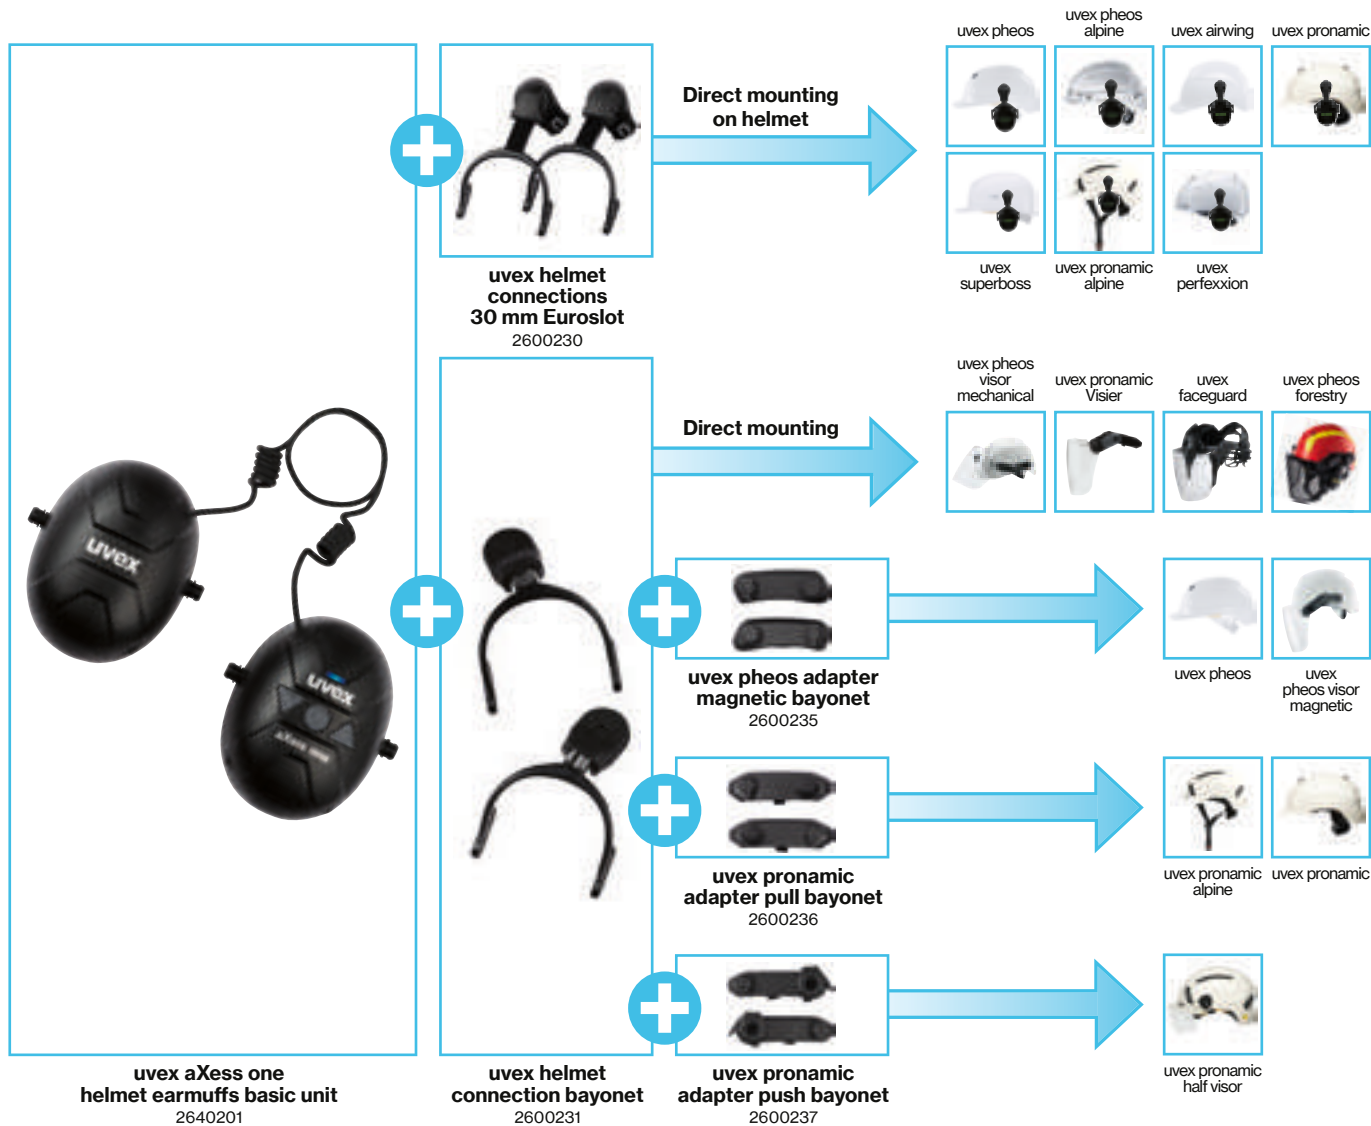 uvex pheos
uvex pheos
alpine
uvex airwing
uvex pronamic
Direct mounting
on helmet
uvex
superboss
uvex pronamic
alpine
uvex
perfexxion
uvex helmet
connections
30 mm Euroslot
2600230
uvex pheos
visor
mechanical
uvex pronamic
Visier
uvex
faceguard
uvex pheos
forestry
Direct mounting
uvex
uvex
aXess one
uvex pheos adapter
magnetic bayonet
2600235
uvex pheos
uvex
pheos visor
magnetic
uvex pronamic
adapter pull bayonet
2600236
uvex pronamic
alpine
uvex pronamic
uvex aXess one
helmet earmuffs basic unit
2640201
uvex helmet
connection bayonet
2600231
uvex pronamic
adapter push bayonet
2600237
uvex pronamic
half visor